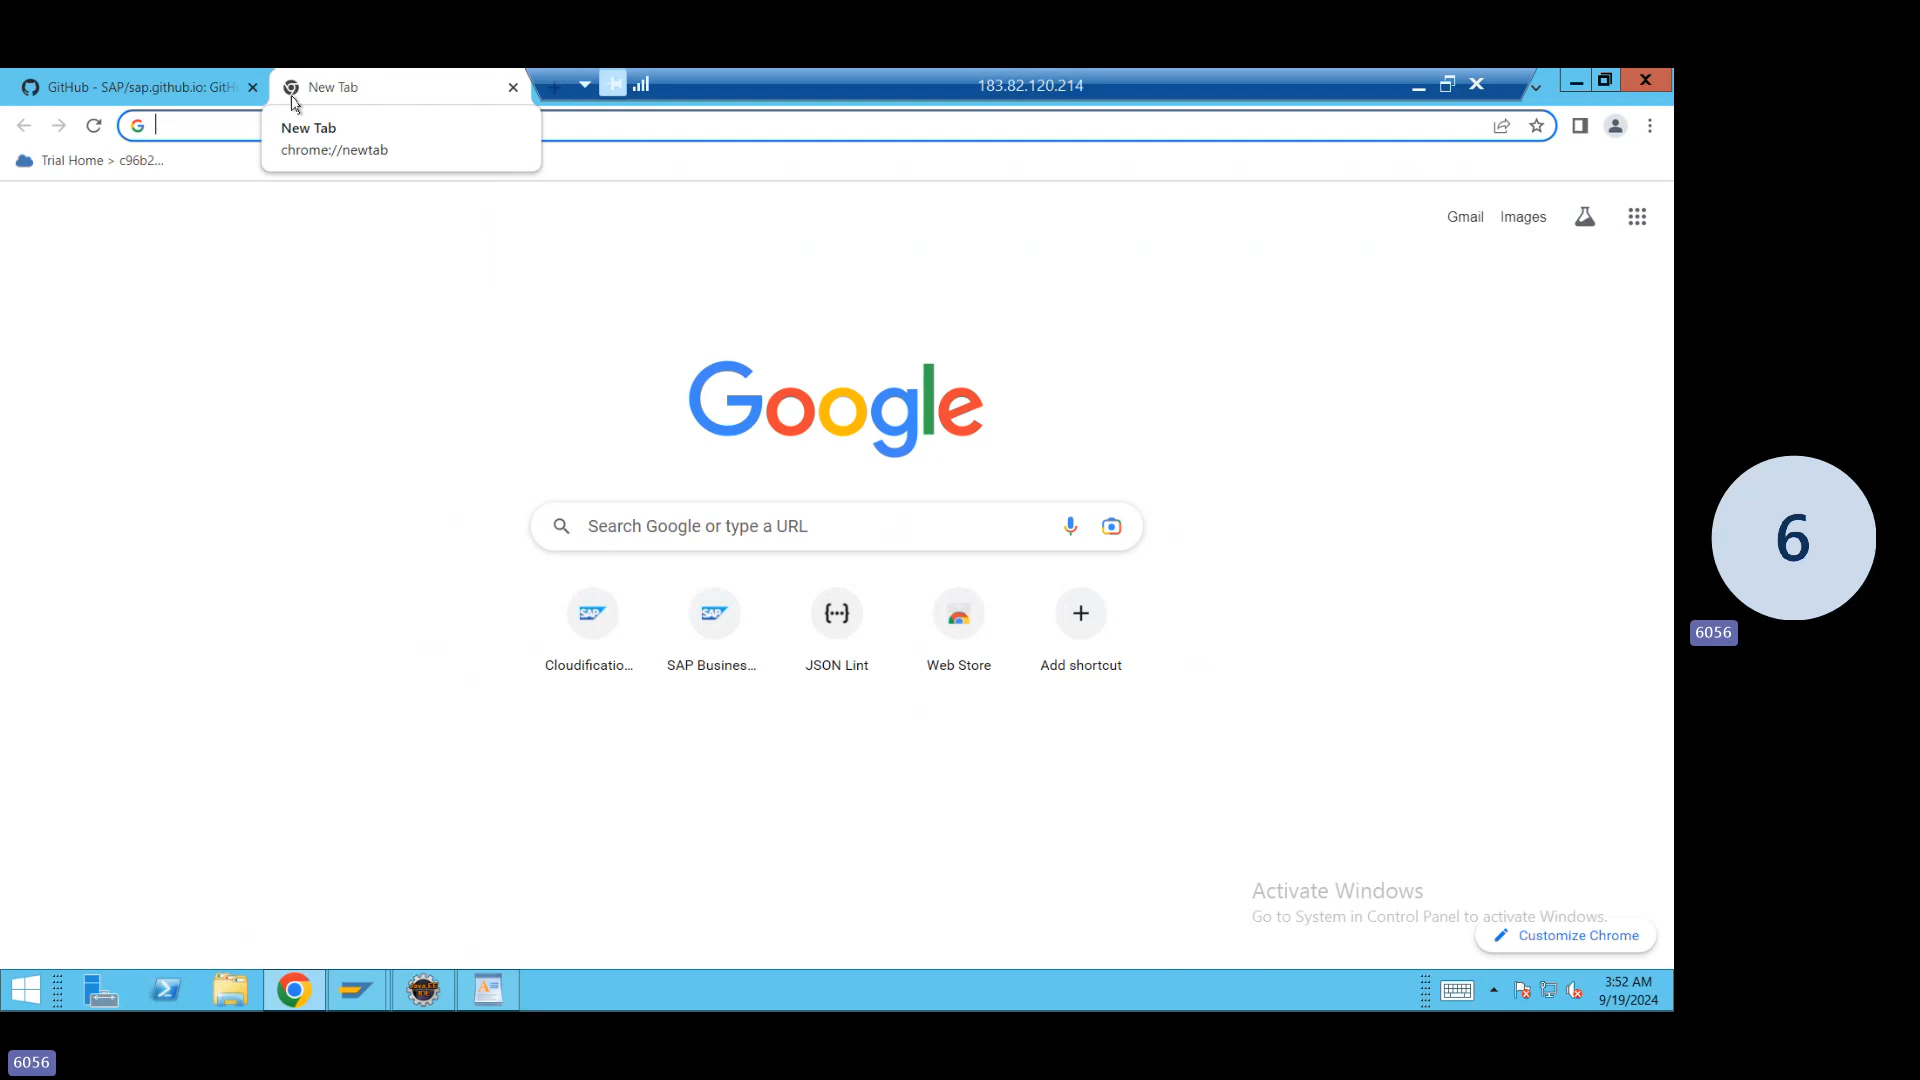 GitHub - SAP/sap.github.io: GitH
New Tab
183.82.120.214
New Tab
chrome://newtab
Trial Home > c96b2...
Gmail
Images
Google
Search Google or type a URL
SAP
SAP
{...}
Cloudificatio...
SAP Busines...
JSON Lint
Web Store
Add shortcut
6
6056
Activate Windows
Go to System in Control Panel to activate Windows.
Customize Chrome
3:52 AM
9/19/2024
6056